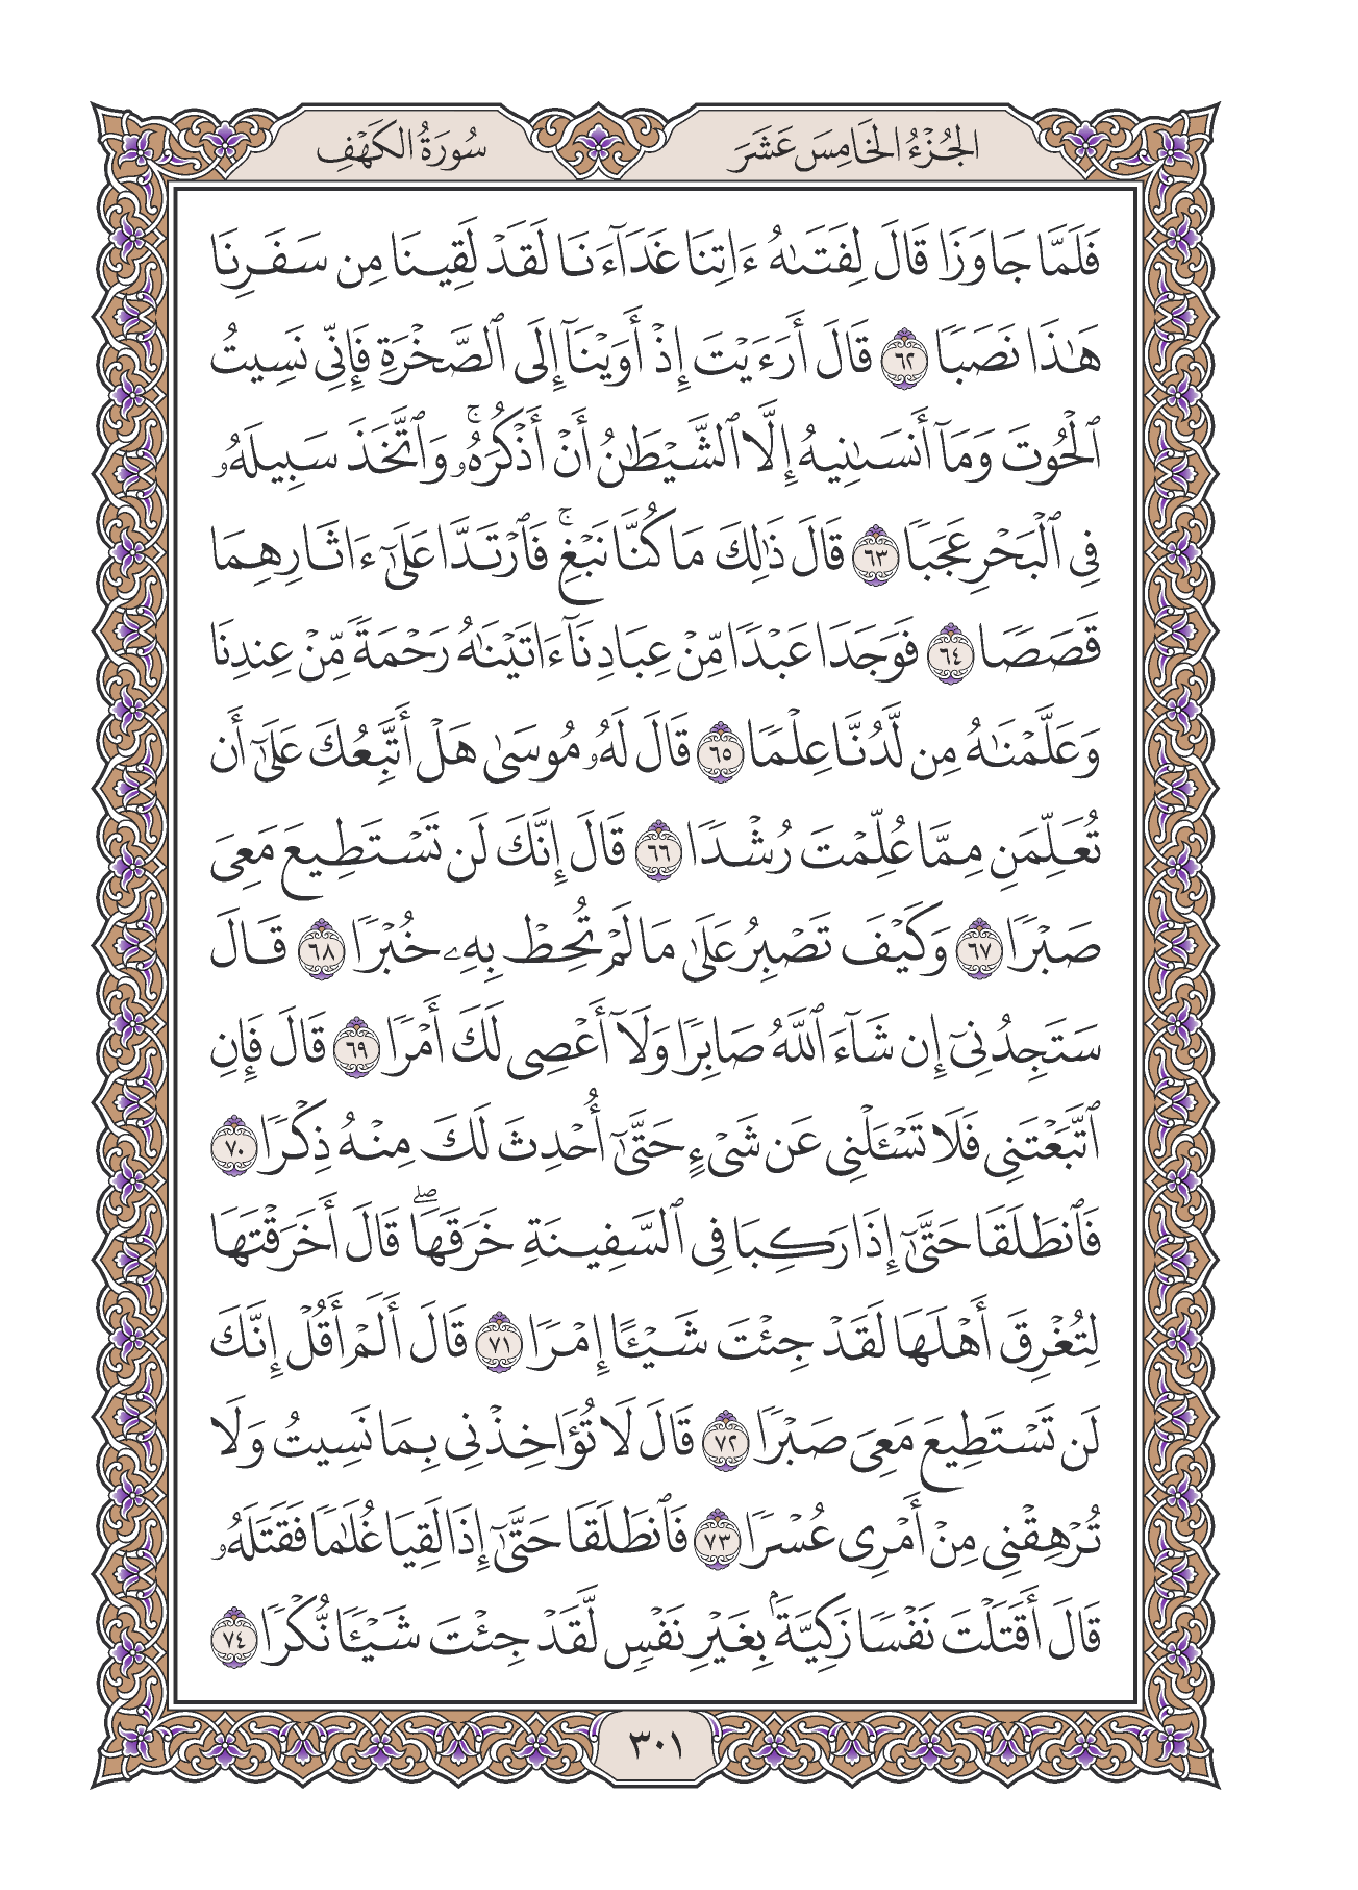 الجُزْءُ الخَامِسَ عَشَرَ
سُورَةُ الكَهْفِ
فَلَمَّا جَاوَزَا قَالَ لِفَتَىٰهُ ءَاتِنَا غَدَآءَنَا لَقَدْ لَقِينَا مِن سَفَرِنَا
هَٰذَا نَصَبًا ٦٢ قَالَ أَرَءَيْتَ إِذْ أَوَيْنَآ إِلَى ٱلصَّخْرَةِ فَإِنِّى نَسِيتُ
ٱلْحُوتَ وَمَآ أَنسَىٰنِيهُ إِلَّا ٱلشَّيْطَٰنُ أَنْ أَذْكُرَهُۥ ۚ وَٱتَّخَذَ سَبِيلَهُۥ
فِى ٱلْبَحْرِ عَجَبًا ٦٣ قَالَ ذَٰلِكَ مَا كُنَّا نَبْغِ ۚ فَٱرْتَدَّا عَلَىٰٓ ءَاثَارِهِمَا
قَصَصًا ٦٤ فَوَجَدَا عَبْدًا مِّنْ عِبَادِنَآ ءَاتَيْنَٰهُ رَحْمَةً مِّنْ عِندِنَا
وَعَلَّمْنَٰهُ مِن لَّدُنَّا عِلْمًا ٦٥ قَالَ لَهُۥ مُوسَىٰ هَلْ أَتَّبِعُكَ عَلَىٰٓ أَن
تُعَلِّمَنِ مِمَّا عُلِّمْتَ رُشْدًا ٦٦ قَالَ إِنَّكَ لَن تَسْتَطِيعَ مَعِىَ
صَبْرًا ٦٧ وَكَيْفَ تَصْبِرُ عَلَىٰ مَا لَمْ تُحِطْ بِهِۦ خُبْرًا ٦٨ قَالَ
سَتَجِدُنِىٓ إِن شَآءَ ٱللَّهُ صَابِرًا وَلَآ أَعْصِى لَكَ أَمْرًا ٦٩ قَالَ فَإِنِ
ٱتَّبَعْتَنِى فَلَا تَسْـَٔلْنِى عَن شَىْءٍ حَتَّىٰٓ أُحْدِثَ لَكَ مِنْهُ ذِكْرًا ٧٠
فَٱنطَلَقَا حَتَّىٰٓ إِذَا رَكِبَا فِى ٱلسَّفِينَةِ خَرَقَهَا ۖ قَالَ أَخَرَقْتَهَا
لِتُغْرِقَ أَهْلَهَا لَقَدْ جِئْتَ شَيْـًٔا إِمْرًا ٧١ قَالَ أَلَمْ أَقُلْ إِنَّكَ
لَن تَسْتَطِيعَ مَعِىَ صَبْرًا ٧٢ قَالَ لَا تُؤَاخِذْنِى بِمَا نَسِيتُ وَلَا
تُرْهِقْنِى مِنْ أَمْرِى عُسْرًا ٧٣ فَٱنطَلَقَا حَتَّىٰٓ إِذَا لَقِيَا غُلَٰمًا فَقَتَلَهُۥ
قَالَ أَقَتَلْتَ نَفْسًا زَكِيَّةًۢ بِغَيْرِ نَفْسٍ لَّقَدْ جِئْتَ شَيْـًٔا نُّكْرًا ٧٤
٣٠١